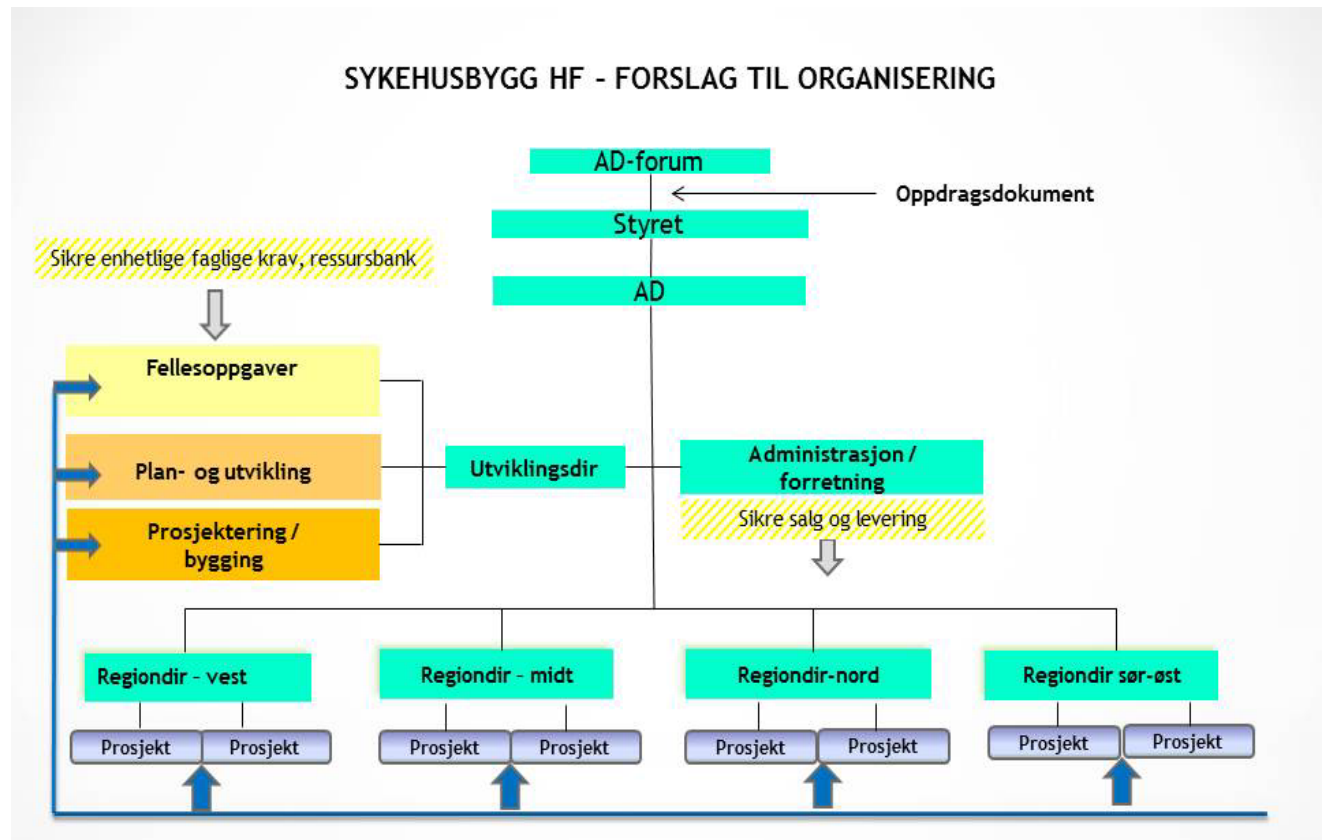 SYKEHUSBYGG HF – FORSLAG TIL ORGANISERING
AD-forum
Oppdragsdokument
Styret
Sikre enhetlige faglige krav, ressursbank
AD
Fellesoppgaver
Plan- og utvikling
Utviklingsdir
Administrasjon /
forretning
Sikre salg og levering
Prosjektering /
bygging
Regiondir – vest
Regiondir – midt
Regiondir-nord
Regiondir sør-øst
Prosjekt
Prosjekt
Prosjekt
Prosjekt
Prosjekt
Prosjekt
Prosjekt
Prosjekt